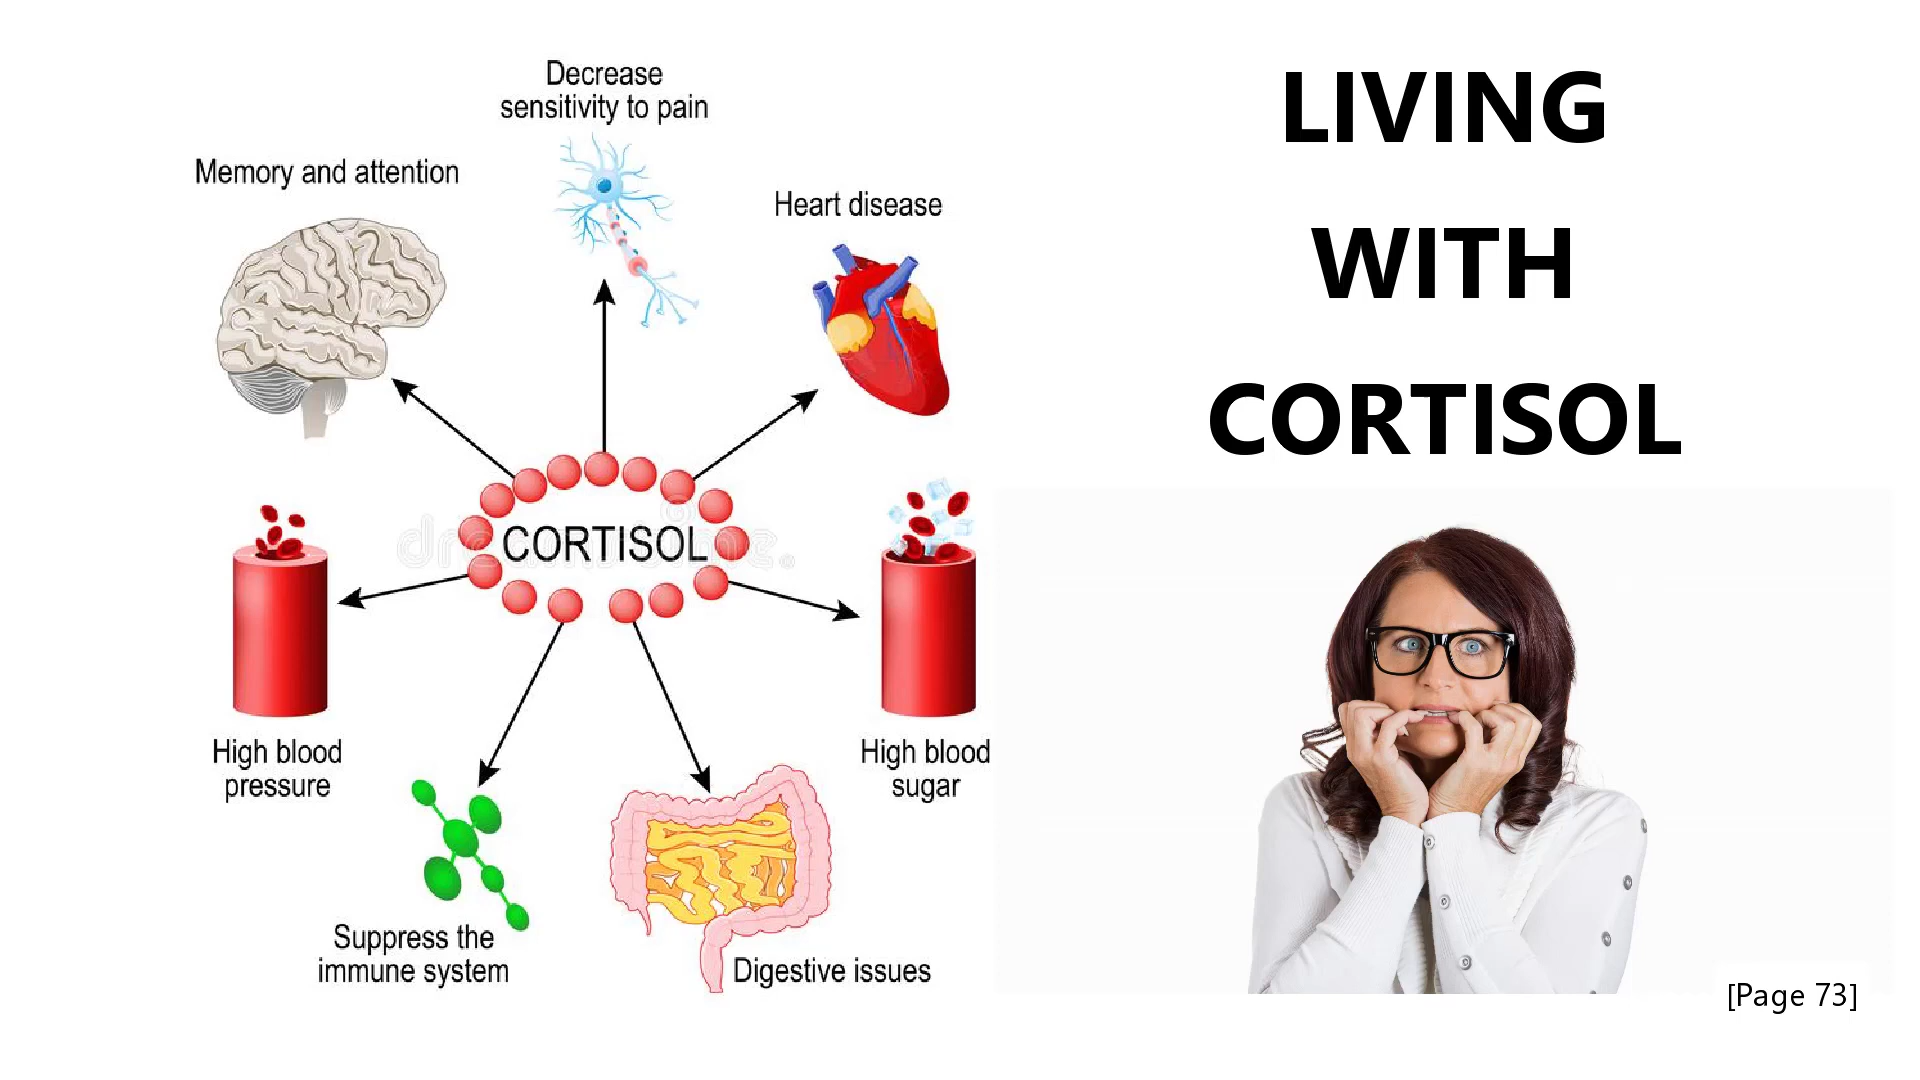 Decrease
sensitivity to pain
Memory and attention
Heart disease
CORTISOL
High blood
pressure
High blood
sugar
Suppress the
immune system
Digestive issues
LIVING
WITH
CORTISOL
[Page 73]